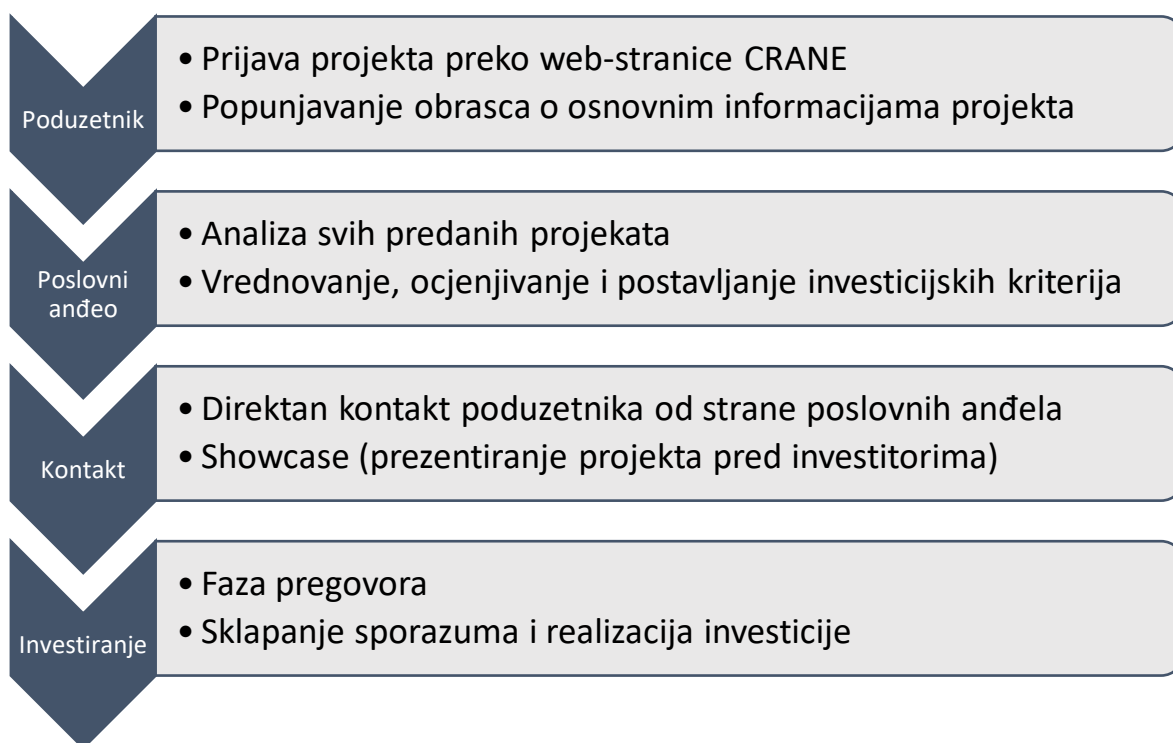 Poduzetnik
• Prijava projekta preko web-stranice CRANE
• Popunjavanje obrasca o osnovnim informacijama projekta
Poslovni
anđeo
• Analiza svih predanih projekata
• Vrednovanje, ocjenjivanje i postavljanje investicijskih kriterija
Kontakt
• Direktan kontakt poduzetnika od strane poslovnih anđela
• Showcase (prezentiranje projekta pred investitorima)
Investiranje
• Faza pregovora
• Sklapanje sporazuma i realizacija investicije